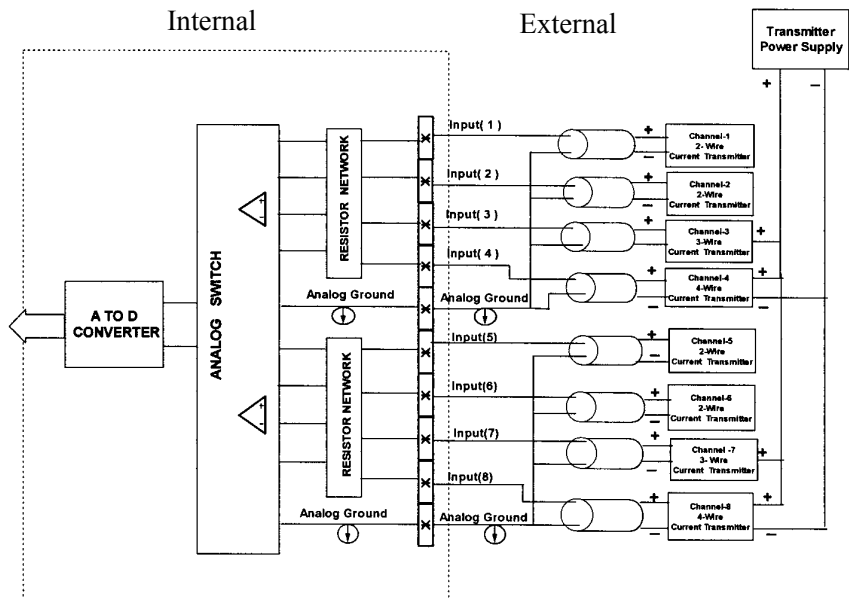 Internal
External
Transmitter
Power Supply
+
–
Input( 1 )
Input( 2 )
Input( 3 )
Input( 4 )
Analog Ground
Analog Ground
Input(5)
Input(6)
Input(7)
Input(8)
Analog Ground
Analog Ground
A TO D
CONVERTER
ANALOG SWITCH
+
–
+
–
RESISTOR NETWORK
RESISTOR NETWORK
+
–
Channel-1
2- Wire
Current Transmitter
+
–
Channel-2
2-Wire
Current Transmitter
+
–
Channel-3
3-Wire
Current Transmitter
+
+
–
Channel-4
4-Wire
Current Transmitter
+
–
+
–
Channel-5
2-Wire
Current Transmitter
+
–
Channel-6
2-Wire
Current Transmitter
+
–
Channel -7
3- Wire
Current Transmitter
+
+
–
Channel-8
4-Wire
Current Transmitter
+
–